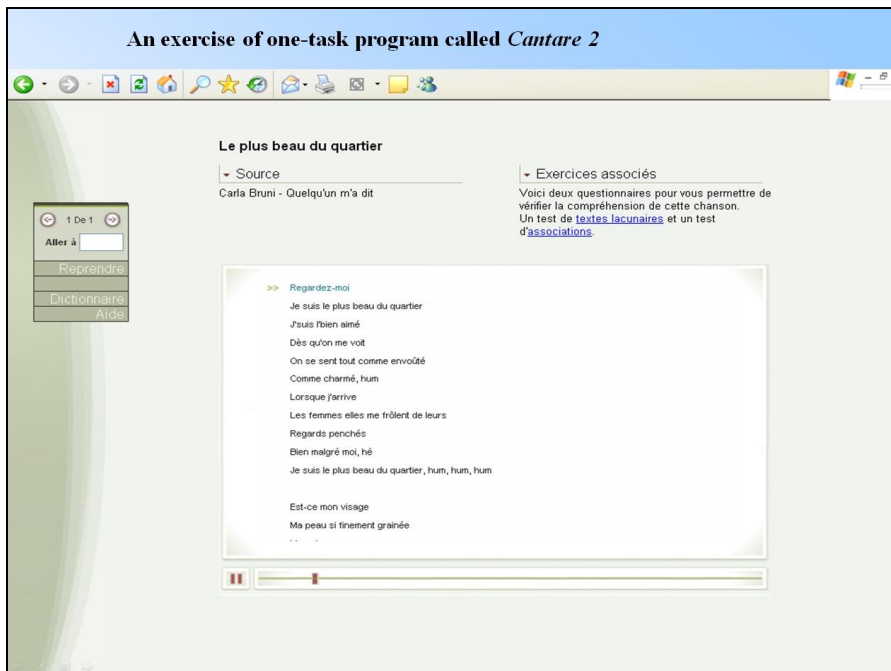 An exercise of one-task program called Cantare 2
Le plus beau du quartier
Source
Carla Bruni - Quelqu'un m'a dit
Exercices associés
Voici deux questionnaires pour vous permettre de
vérifier la compréhension de cette chanson.
Un test de textes lacunaires et un test
d'associations.
1 De 1
Aller à
Reprendre
Dictionnaire
Aide
>> Regardez-moi
Je suis le plus beau du quartier
J'suis l'bien aimé
Dès qu'on me voit
On se sent tout comme envoûté
Comme charmé, hum
Lorsque j'arrive
Les femmes elles me frôlent de leurs
Regards penchés
Bien malgré moi, hé
Je suis le plus beau du quartier, hum, hum, hum
Est-ce mon visage
Ma peau si finement grainée